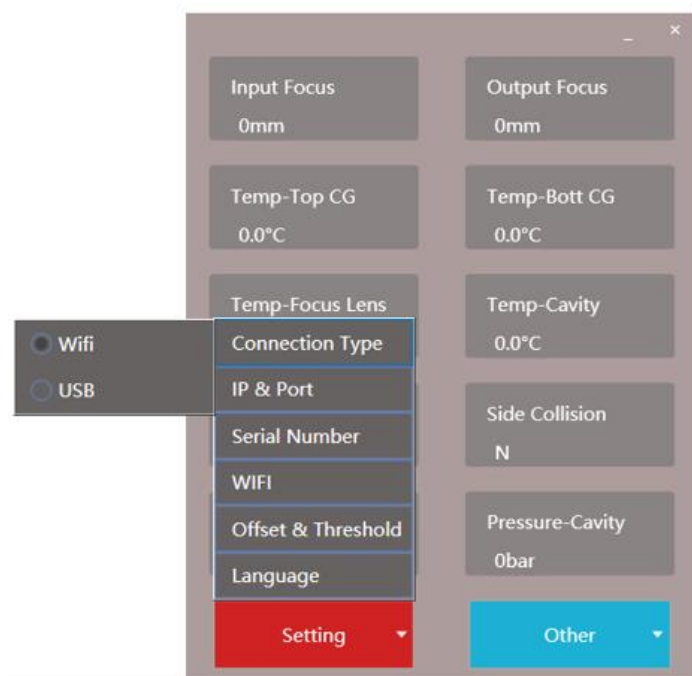 Input Focus
0mm
Output Focus
0mm
Temp-Top CG
0.0°C
Temp-Bott CG
0.0°C
Temp-Focus Lens
Temp-Cavity
0.0°C
Wifi
USB
Connection Type
IP & Port
Serial Number
WIFI
Offset & Threshold
Language
Side Collision
N
Pressure-Cavity
0bar
Setting
Other